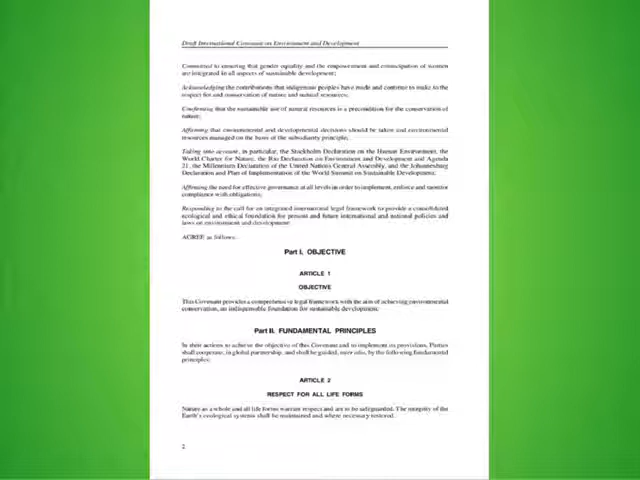 Draft International Covenant on Environment and Development
Committed to ensuring that gender equality and the empowerment and emancipation of women
are integrated in all aspects of sustainable development;
Acknowledging the contributions that indigenous peoples have made and continue to make to the
respect for and conservation of nature and natural resources;
Confirming that the sustainable use of natural resources is a precondition for the conservation of
nature;
Affirming that environmental and developmental decisions should be taken and environmental
resources managed on the basis of the subsidiarity principle;
Taking into account, in particular, the Stockholm Declaration on the Human Environment, the
World Charter for Nature, the Rio Declaration on Environment and Development and Agenda
21, the Millennium Declaration of the United Nations General Assembly, and the Johannesburg
Declaration and Plan of Implementation of the World Summit on Sustainable Development;
Affirming the need for effective governance at all levels in order to implement, enforce and monitor
compliance with obligations;
Responding to the call for an integrated international legal framework to provide a consolidated
ecological and ethical foundation for present and future international and national policies and
laws on environment and development;
AGREE as follows:
Part I. OBJECTIVE
ARTICLE 1
OBJECTIVE
This Covenant provides a comprehensive legal framework with the aim of achieving environmental
conservation, an indispensable foundation for sustainable development.
Part II. FUNDAMENTAL PRINCIPLES
In their actions to achieve the objective of this Covenant and to implement its provisions, Parties
shall cooperate, in global partnership, and shall be guided, inter alia, by the following fundamental
principles:
ARTICLE 2
RESPECT FOR ALL LIFE FORMS
Nature as a whole and all life forms warrant respect and are to be safeguarded. The integrity of the
Earth's ecological systems shall be maintained and where necessary restored.
2